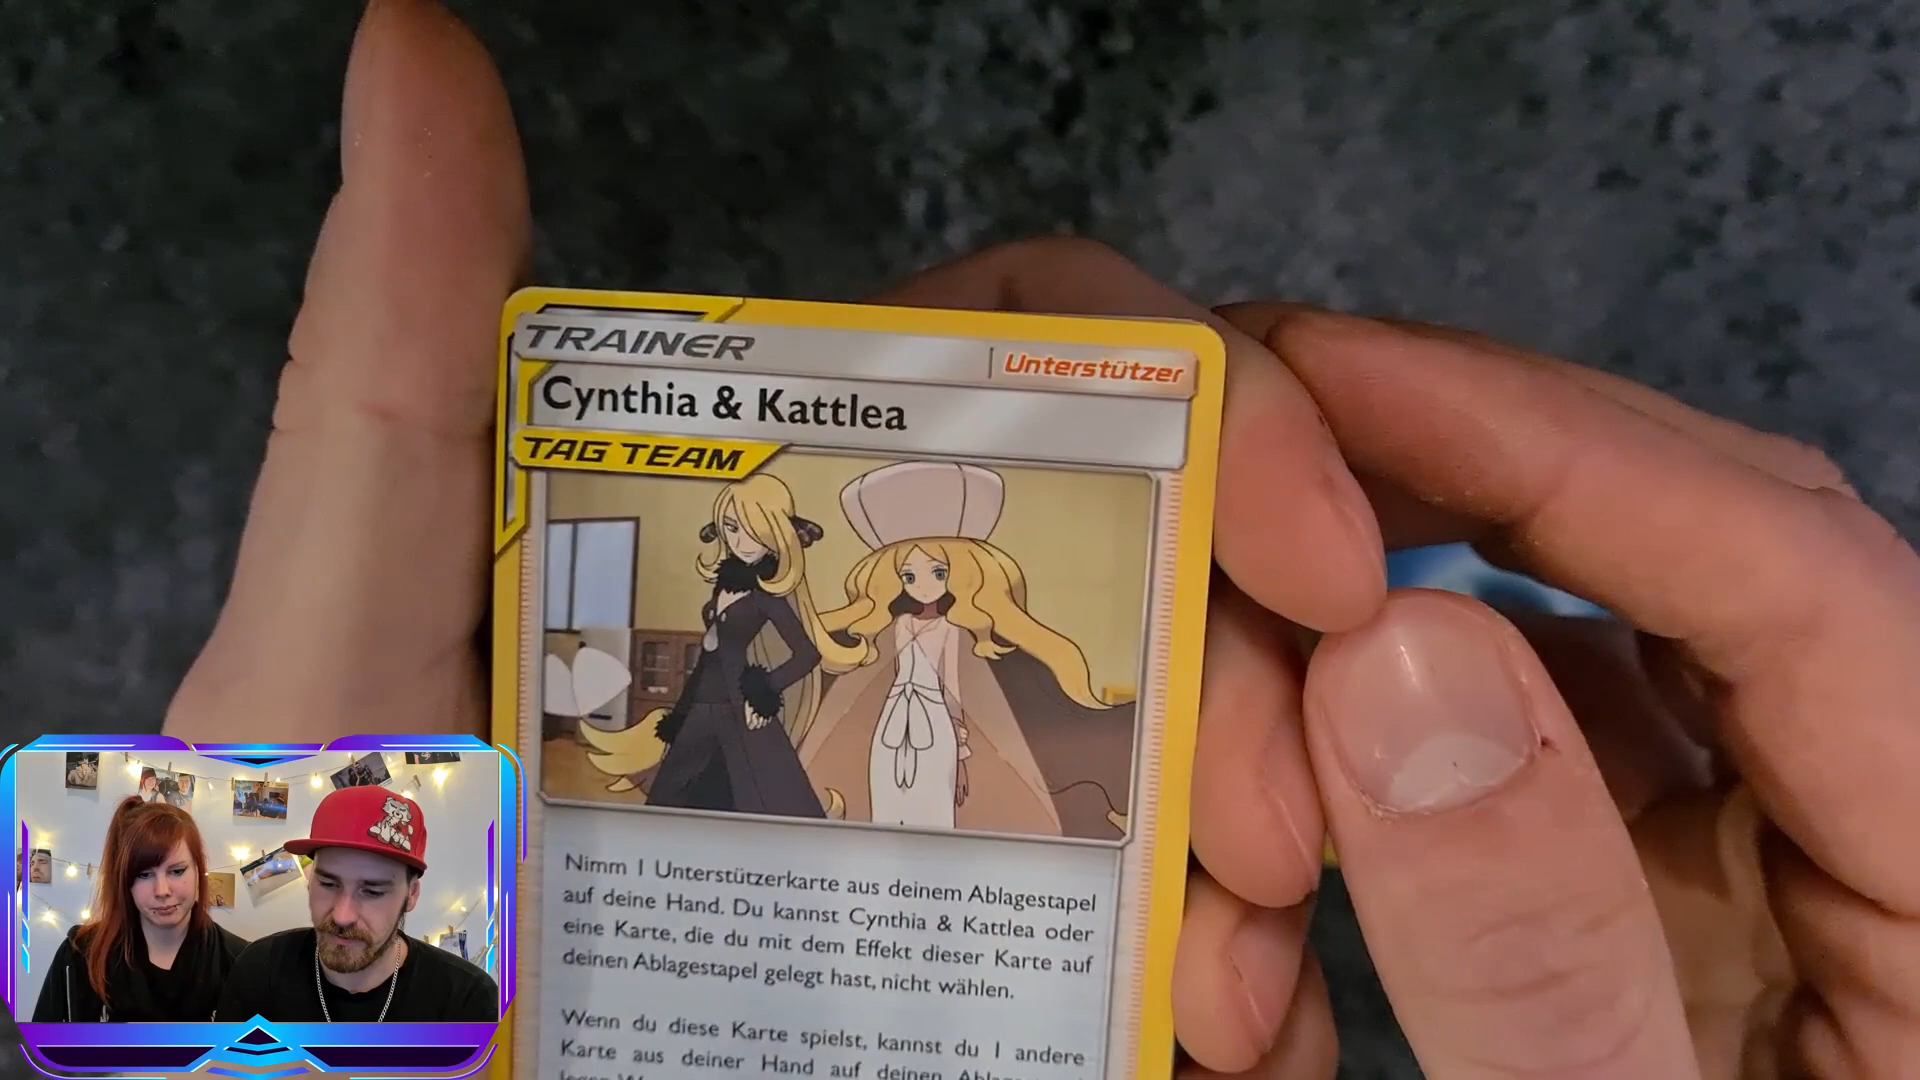 TRAINER
Unterstützer
Cynthia & Kattlea
TAG TEAM
Nimm 1 Unterstützerkarte aus deinem Ablagestapel
auf deine Hand. Du kannst Cynthia & Kattlea oder
eine Karte, die du mit dem Effekt dieser Karte auf
deinen Ablagestapel gelegt hast, nicht wählen.
Wenn du diese Karte spielst, kannst du 1 andere
Karte aus deiner Hand auf deinen